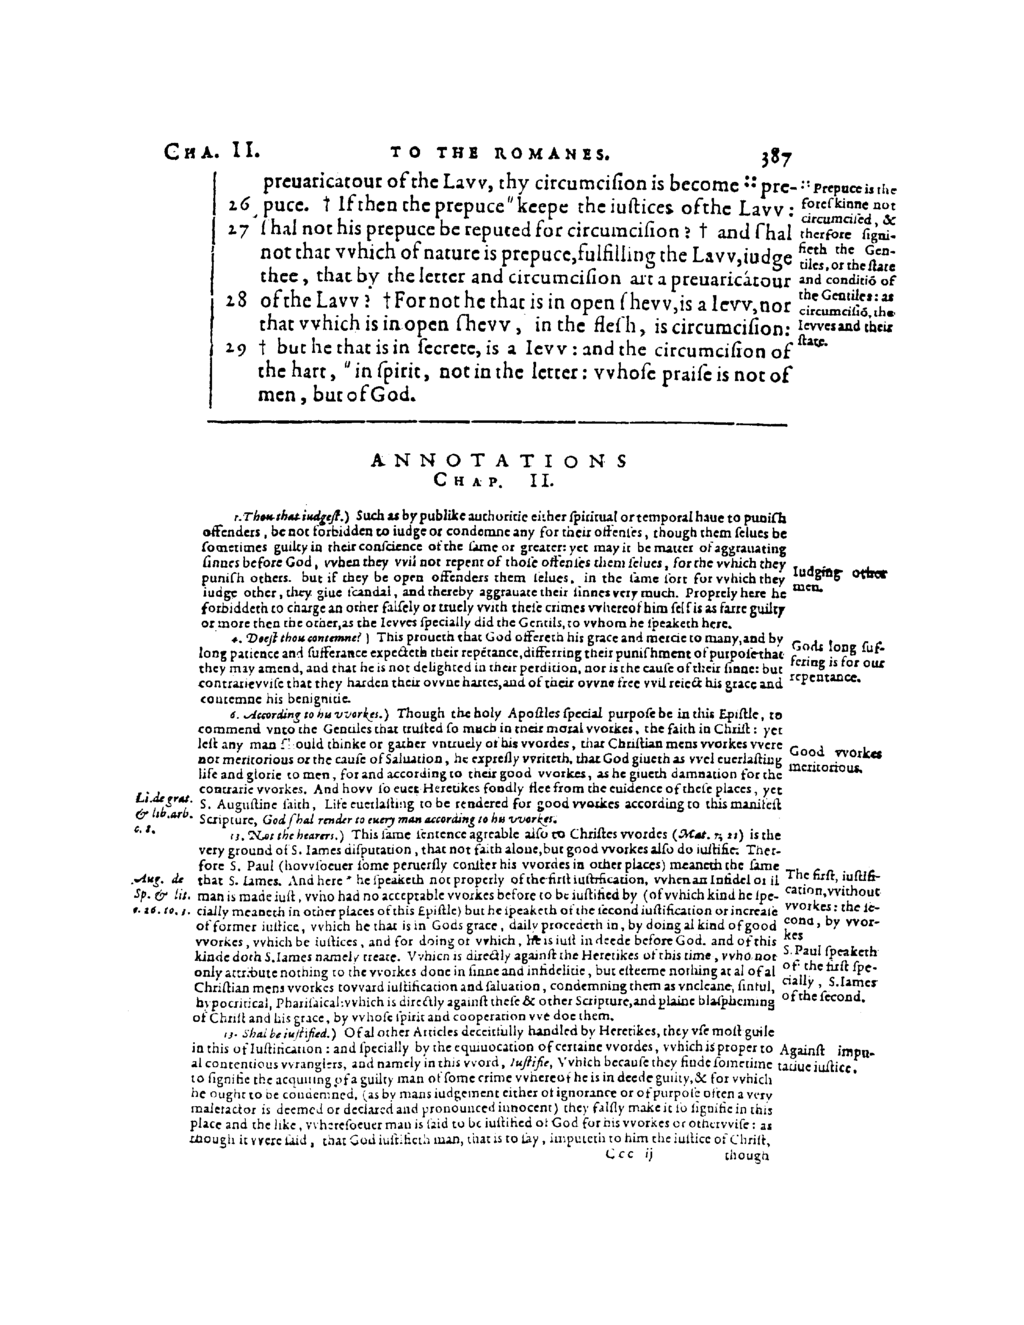 CHA. II. TO THE ROMANES. 387
preuaricatour of the Lavv, thy circumcision is become :: pre-
26 puce. † If then the prepuce "keepe the iustices of the Lavv:
27 shal not his prepuce be reputed for circumcision? † and shal
not that vvhich of nature is prepuce, fulfilling the Lavv, iudge
thee, that by the letter and circumcision art a preuaricátour
28 of the Lavv? † For not he that is in open shevv, is a Ievv, nor
that vvhich is in open shevv, in the flesh, is circumcision:
29 † but he that is in secrete, is a Ievv: and the circumcision of
the hart, "in spirit, not in the letter: vvhose praise is not of
men, but of God.
:: Prepuce is the
foreskinne not
circumcised, &
therfore signi-
fieth the Gen-
tiles, or the state
and conditiõ of
the Gentiles: as
circumcisiõ, the
Ievves and their
state.
ANNOTATIONS
CHAP. II.
1. Thou that iudgest.) Such as by publike authoritie either spiritual or temporal haue to punish
offenders, be not forbidden to iudge or condemne any for their offenses, though them selues be
sometimes guilty in their conscience of the same or greater: yet may it be matter of aggrauating
sinnes before God, vvhen they vvil not repent of those offenses them selues, for the vvhich they
punish others. but if they be open offenders them selues, in the same sort for vvhich they
iudge other, they giue scandal, and thereby aggrauate their sinnes very much. Proprely here he
forbiddeth to charge an other falsely or truely vvith these crimes vvhereof him self is as farre guilty
or more then the other, as the Ievves specially did the Gentils, to vvhom he speaketh here.
Iudging other
men.
4. Doest thou contemne?) This proueth that God offereth his grace and mercie to many, and by
long patience and sufferance expecteth their repẽtance, differring their punishment of purpose that
they may amend, and that he is not delighted in their perdition, nor is the cause of their sinne: but
contrarievvise that they harden their ovvne hartes, and of their ovvne free vvil reiect his grace and
contemne his benignitie.
Gods long suf-
fering is for our
repentance.
6. According to his vvorkes.) Though the holy Apostles special purpose be in this Epistle, to
commend vnto the Gentiles that trusted so much in their moral vvorkes, the faith in Christ: yet
lest any man should thinke or gather vntruely of his vvordes, that Christian mens vvorkes vvere
not meritorious or the cause of Saluation, he expresly vvriteth, that God giueth as vvel euerlasting
life and glorie to men, for and according to their good vvorkes, as he giueth damnation for the
contrarie vvorkes. And hovv so euer Heretikes fondly flee from the euidence of these places, yet
S. Augustine saith, Life euerlasting to be rendered for good vvorkes according to this manifest
Scripture, God shal render to euery man according to his vvorkes.
Good vvorkes
meritorious.
Li. de grat.
& lib. arb.
c. 8.
13. Not the hearers.) This same sentence agreable also to Christes vvordes (Mat. 7, 21) is the
very ground of S. Iames disputation, that not faith alone, but good vvorkes also do iustifie. Ther-
fore S. Paul (hovvsoeuer some peruersly conster his vvordes in other places) meaneth the same
that S. Iames. And here * he speaketh not properly of the first iustification, vvhen an Infidel or il
man is made iust, vvho had no acceptable vvorkes before to be iustified by (of vvhich kinde he spe-
cially meaneth in other places of this Epistle) but he speaketh of the second iustification or increase
of former iustice, vvhich he that is in Gods grace, daily procedeth in, by doing al kind of good
vvorkes, vvhich be iustices, and for doing of vvhich, he is iust in deede before God. and of this
kinde doth S. Iames namely treate. Vvhich is directly against the Heretikes of this time, vvho not
only attribute nothing to the vvorkes done in sinne and infidelitie, but esteeme nothing at al of al
Christian mens vvorkes tovvard iustification and saluation, condemning them as vncleane, sinful,
hypocritical, Pharisaical: vvhich is directly against these & other Scripture, and plaine blaspheming
of Christ and his grace, by vvhose spirit and cooperation vve doe them.
Aug. de
Sp. & lit.
c. 26. to. 3.
The first, iustifi-
cation, vvithout
vvorkes: the se-
cond, by vvor-
kes
S. Paul speaketh
of the first spe-
cially, S. Iames
of the second.
13. Shal be iustified.) Of al other Articles deceitfully handled by Heretikes, they vse most guile
in this of Iustification: and specially by the equiuocation of certaine vvordes, vvhich is proper to
al contentious vvranglers, and namely in this vvord, Iustifie, Vvhich because they finde sometime
to signifie the acquiting of a guilty man of some crime vvhereof he is in deede guilty, & for vvhich
he ought to be condemned, (as by mans iudgement either of ignorance or of purpose often a very
malefactor is deemed or declared and pronounced innocent) they falsly make it to signifie in this
place and the like, vvheresoeuer man is said to be iustified of God for his vvorkes or othervvise: as
though it vvere said, that God iustifieth man, that is to say, imputeth to him the iustice of Christ,
Against impu-
tatiue iustice.
Ccc ij though